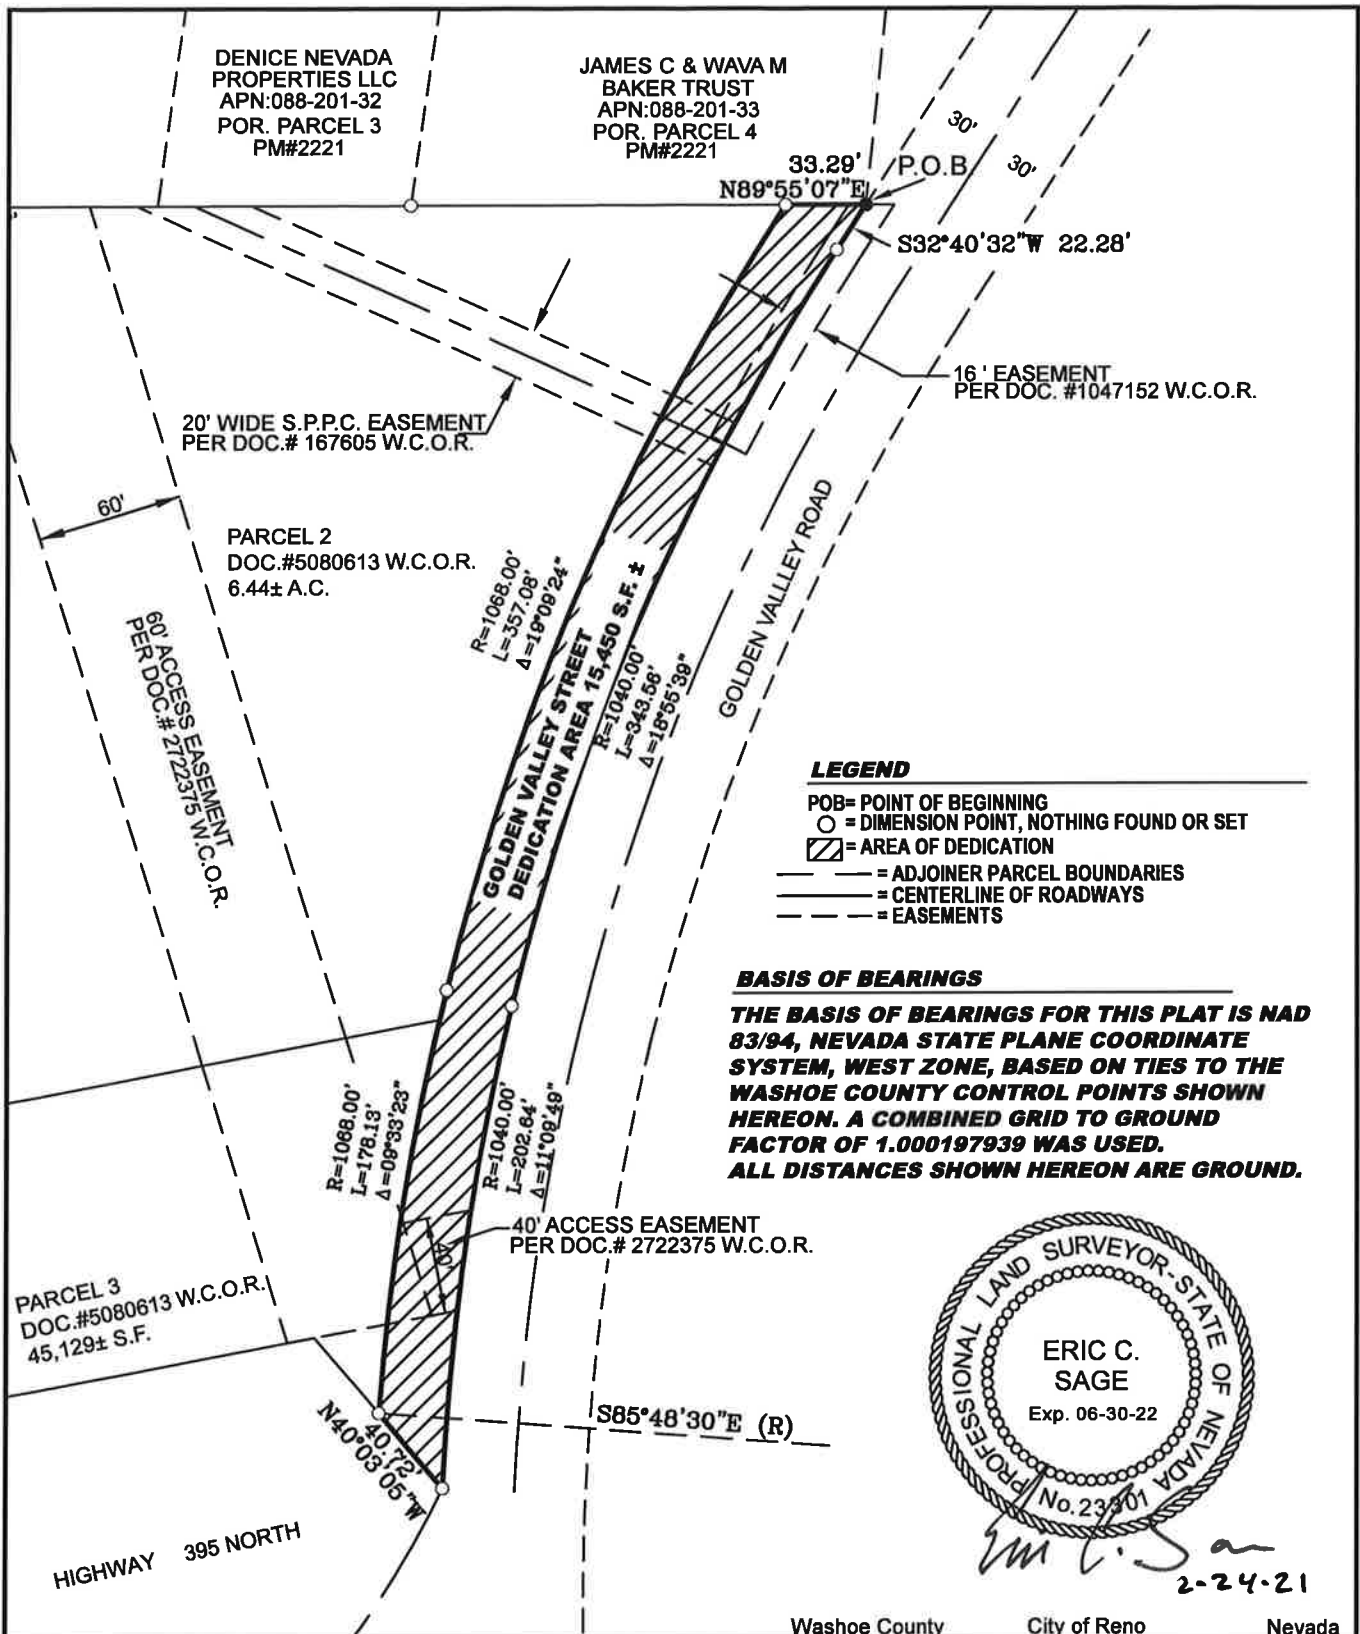 DENICE NEVADA
PROPERTIES LLC
APN:088-201-32
POR. PARCEL 3
PM#2221
JAMES C & WAVA M
BAKER TRUST
APN:088-201-33
POR. PARCEL 4
PM#2221
30'
30'
33.29'
N89°55'07"E
P.O.B.
S32°40'32"W 22.28'
16 ' EASEMENT
PER DOC. #1047152 W.C.O.R.
20' WIDE S.P.P.C. EASEMENT
PER DOC.# 167605 W.C.O.R.
60'
PARCEL 2
DOC.#5080613 W.C.O.R.
6.44± A.C.
60' ACCESS EASEMENT
PER DOC.# 2722375 W.C.O.R.
R=1068.00'
L=357.08'
Δ=19°09'24"
GOLDEN VALLEY STREET
DEDICATION AREA 15,450 S.F. ±
R=1040.00'
L=343.56'
Δ=18°55'39"
GOLDEN VALLLEY ROAD
LEGEND
POB= POINT OF BEGINNING
= DIMENSION POINT, NOTHING FOUND OR SET
= AREA OF DEDICATION
= ADJOINER PARCEL BOUNDARIES
= CENTERLINE OF ROADWAYS
= EASEMENTS
BASIS OF BEARINGS
THE BASIS OF BEARINGS FOR THIS PLAT IS NAD
83/94, NEVADA STATE PLANE COORDINATE
SYSTEM, WEST ZONE, BASED ON TIES TO THE
WASHOE COUNTY CONTROL POINTS SHOWN
HEREON. A COMBINED GRID TO GROUND
FACTOR OF 1.000197939 WAS USED.
ALL DISTANCES SHOWN HEREON ARE GROUND.
R=1068.00'
L=178.13'
Δ=09°33'23"
R=1040.00'
L=202.64'
Δ=11°09'49"
40' ACCESS EASEMENT
PER DOC.# 2722375 W.C.O.R.
40'
PARCEL 3
DOC.#5080613 W.C.O.R.
45,129± S.F.
40.72'
N40°03'05"W
S85°48'30"E (R)
HIGHWAY 395 NORTH
PROFESSIONAL LAND SURVEYOR-STATE OF NEVADA
ERIC C.
SAGE
Exp. 06-30-22
No.23301
2-24-21
Washoe County City of Reno Nevada